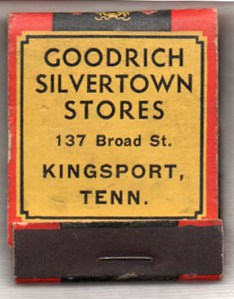 GOODRICH
SILVERTOWN
STORES
137 Broad St.
KINGSPORT,
TENN.